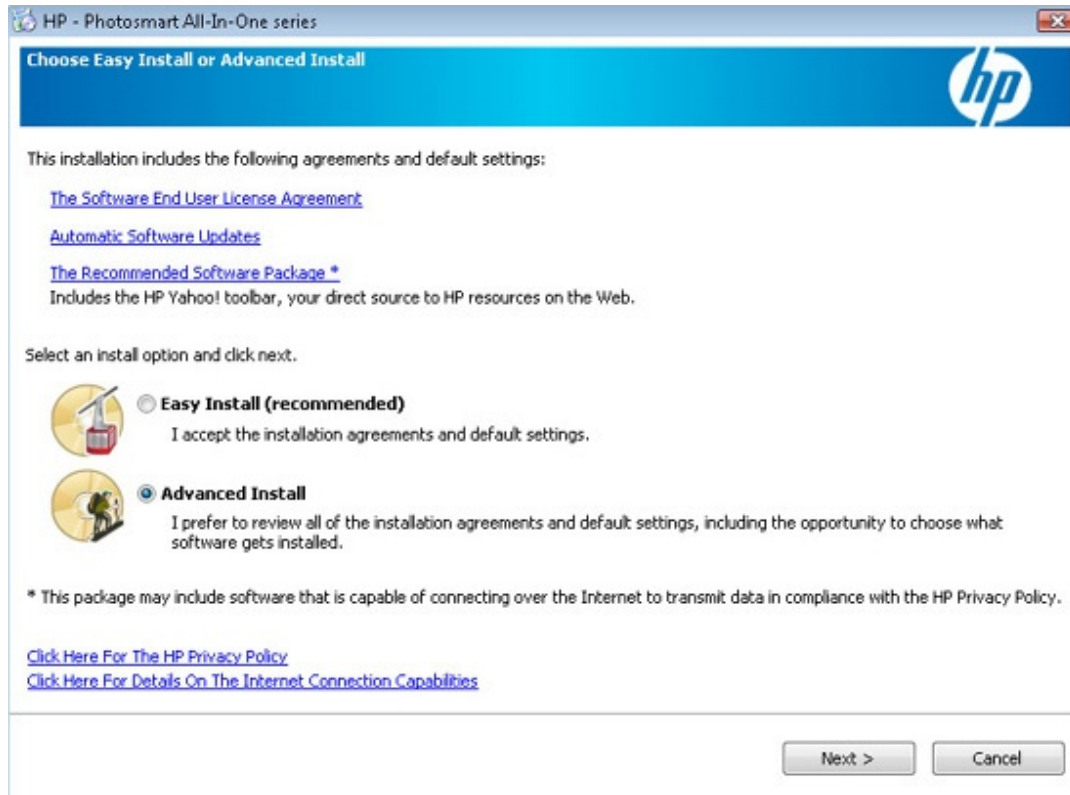 HP - Photosmart All-In-One series
Choose Easy Install or Advanced Install
hp
This installation includes the following agreements and default settings:
The Software End User License Agreement
Automatic Software Updates
The Recommended Software Package *
Includes the HP Yahoo! toolbar, your direct source to HP resources on the Web.
Select an install option and click next.
Easy Install (recommended)
I accept the installation agreements and default settings.
Advanced Install
I prefer to review all of the installation agreements and default settings, including the opportunity to choose what
software gets installed.
* This package may include software that is capable of connecting over the Internet to transmit data in compliance with the HP Privacy Policy.
Click Here For The HP Privacy Policy
Click Here For Details On The Internet Connection Capabilities
Next >
Cancel